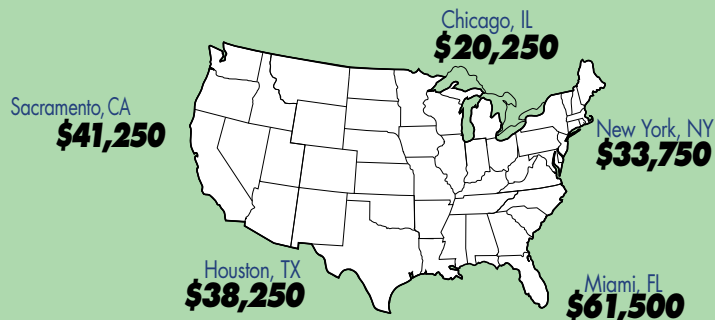 Chicago, IL
$20,250
Sacramento, CA
$41,250
New York, NY
$33,750
Houston, TX
$38,250
Miami, FL
$61,500